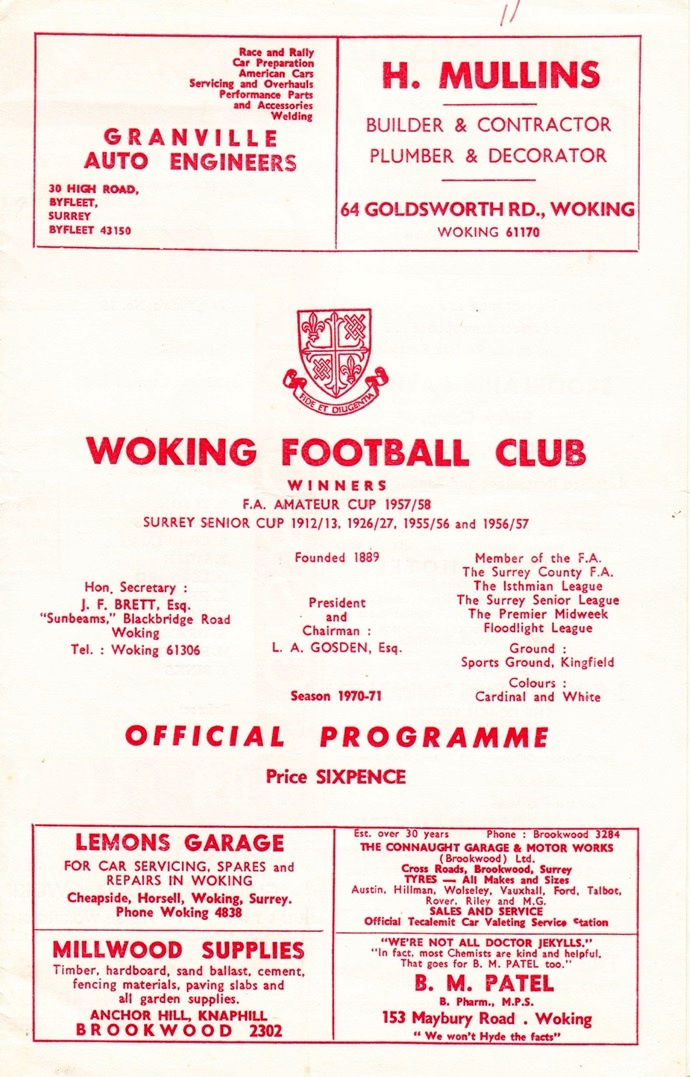 Race and Rally
Car Preparation
American Cars
Servicing and Overhauls
Performance Parts
and Accessories
Welding
GRANVILLE
AUTO ENGINEERS
30 HIGH ROAD,
BYFLEET,
SURREY
BYFLEET 43150
H. MULLINS
BUILDER & CONTRACTOR
PLUMBER & DECORATOR
64 GOLDSWORTH RD., WOKING
WOKING 61170
FIDE ET DILIGENTIA
WOKING FOOTBALL CLUB
WINNERS
F.A. AMATEUR CUP 1957/58
SURREY SENIOR CUP 1912/13, 1926/27, 1955/56 and 1956/57
Hon. Secretary :
J. F. BRETT, Esq.
"Sunbeams," Blackbridge Road
Woking
Tel. : Woking 61306
Founded 1889
President
and
Chairman :
L. A. GOSDEN, Esq.
Season 1970-71
Member of the F.A.
The Surrey County F.A.
The Isthmian League
The Surrey Senior League
The Premier Midweek
Floodlight League
Ground :
Sports Ground, Kingfield
Colours :
Cardinal and White
OFFICIAL PROGRAMME
Price SIXPENCE
LEMONS GARAGE
FOR CAR SERVICING, SPARES and
REPAIRS IN WOKING
Cheapside, Horsell, Woking, Surrey.
Phone Woking 4838
Est. over 30 years Phone : Brookwood 3284
THE CONNAUGHT GARAGE & MOTOR WORKS
(Brookwood) Ltd.
Cross Roads, Brookwood, Surrey
TYRES — All Makes and Sizes
Austin, Hillman, Wolseley, Vauxhall, Ford, Talbot,
Rover, Riley and M.G.
SALES AND SERVICE
Official Tecalemit Car Valeting Service Station
MILLWOOD SUPPLIES
Timber, hardboard, sand ballast, cement,
fencing materials, paving slabs and
all garden supplies.
ANCHOR HILL, KNAPHILL
BROOKWOOD 2302
"WE'RE NOT ALL DOCTOR JEKYLLS."
"In fact, most Chemists are kind and helpful.
That goes for B. M. PATEL too."
B. M. PATEL
B. Pharm., M.P.S.
153 Maybury Road . Woking
" We won't Hyde the facts"